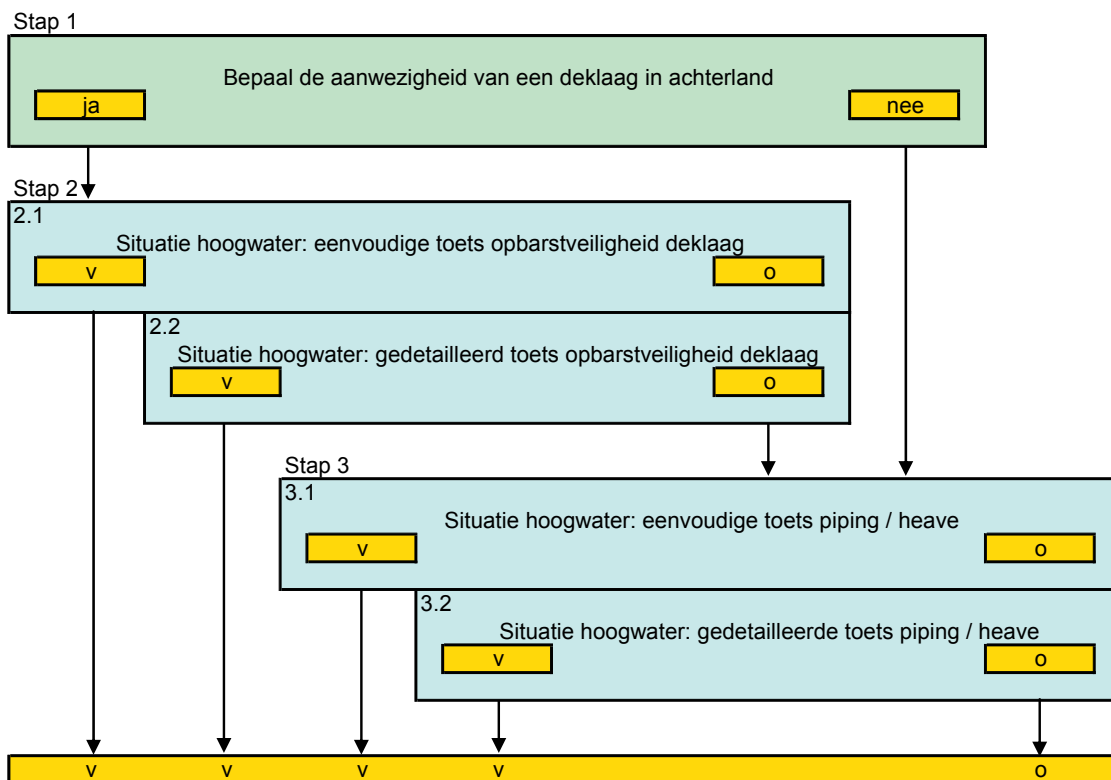 Stap 1
Bepaal de aanwezigheid van een deklaag in achterland
ja
nee
Stap 2
2.1
Situatie hoogwater: eenvoudige toets opbarstveiligheid deklaag
v
o
2.2
Situatie hoogwater: gedetailleerd toets opbarstveiligheid deklaag
v
o
Stap 3
3.1
Situatie hoogwater: eenvoudige toets piping / heave
v
o
3.2
Situatie hoogwater: gedetailleerde toets piping / heave
v
o
v v v v o